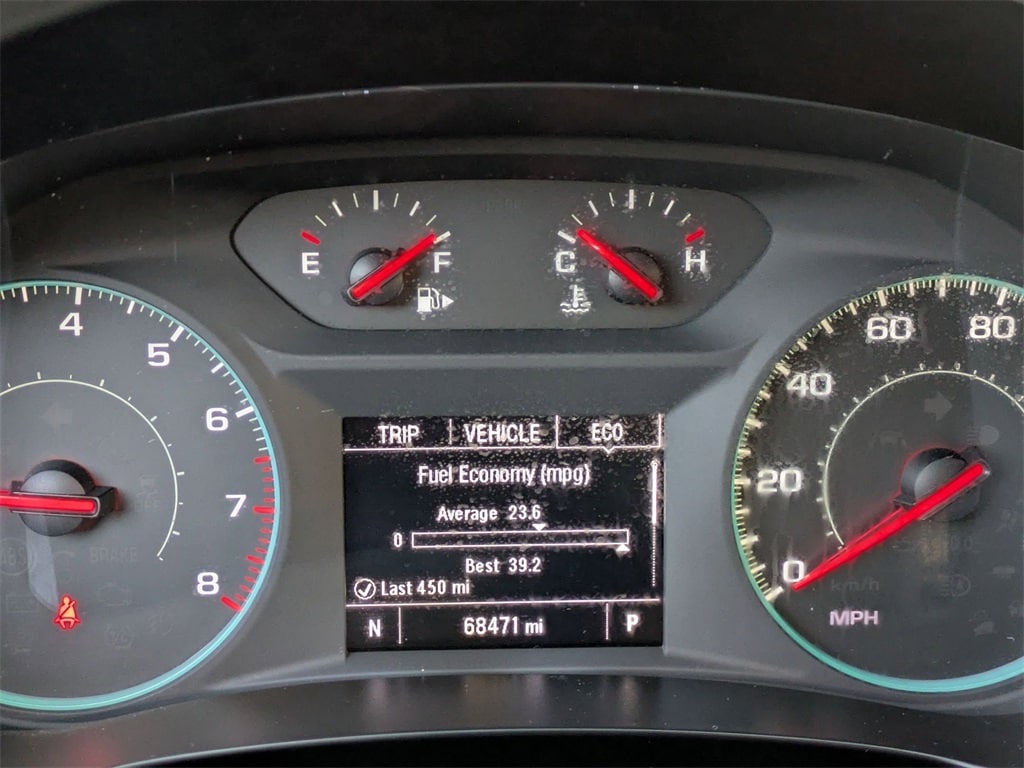 E F C H
4
5
6
7
8
20
40
60
80
0
km/h
MPH
ABS
BRAKE
TRIP VEHICLE ECO
Fuel Economy (mpg)
Average 23.6
0
Best 39.2
Last 450 mi
N 68471 mi P